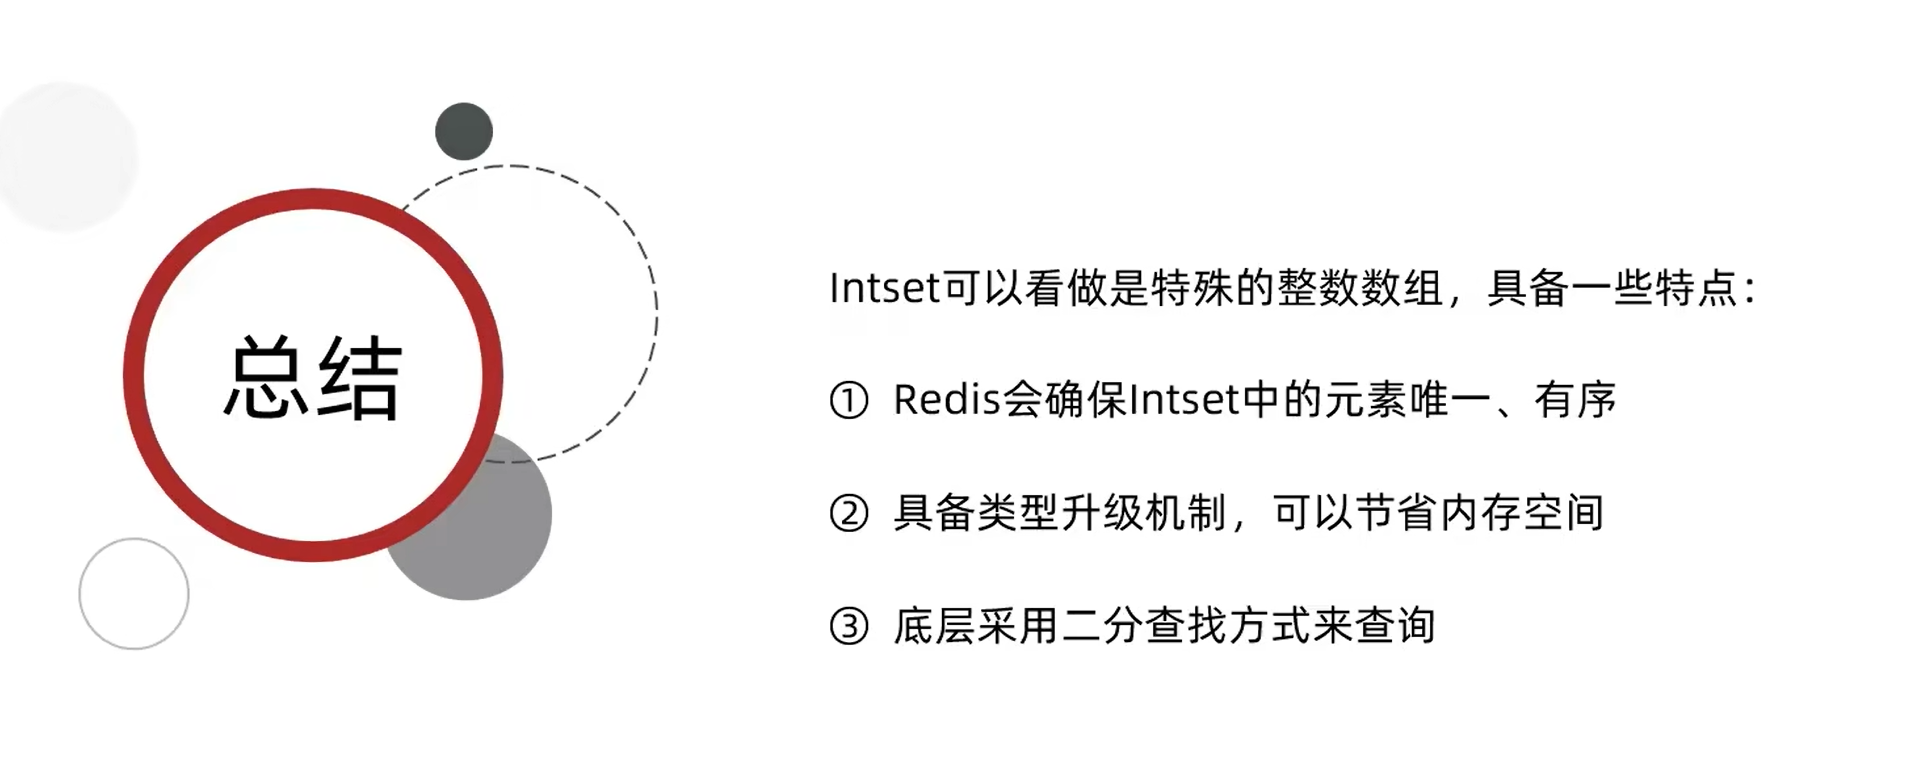 总结
Intset可以看做是特殊的整数数组，具备一些特点：
① Redis会确保Intset中的元素唯一、有序
② 具备类型升级机制，可以节省内存空间
③ 底层采用二分查找方式来查询